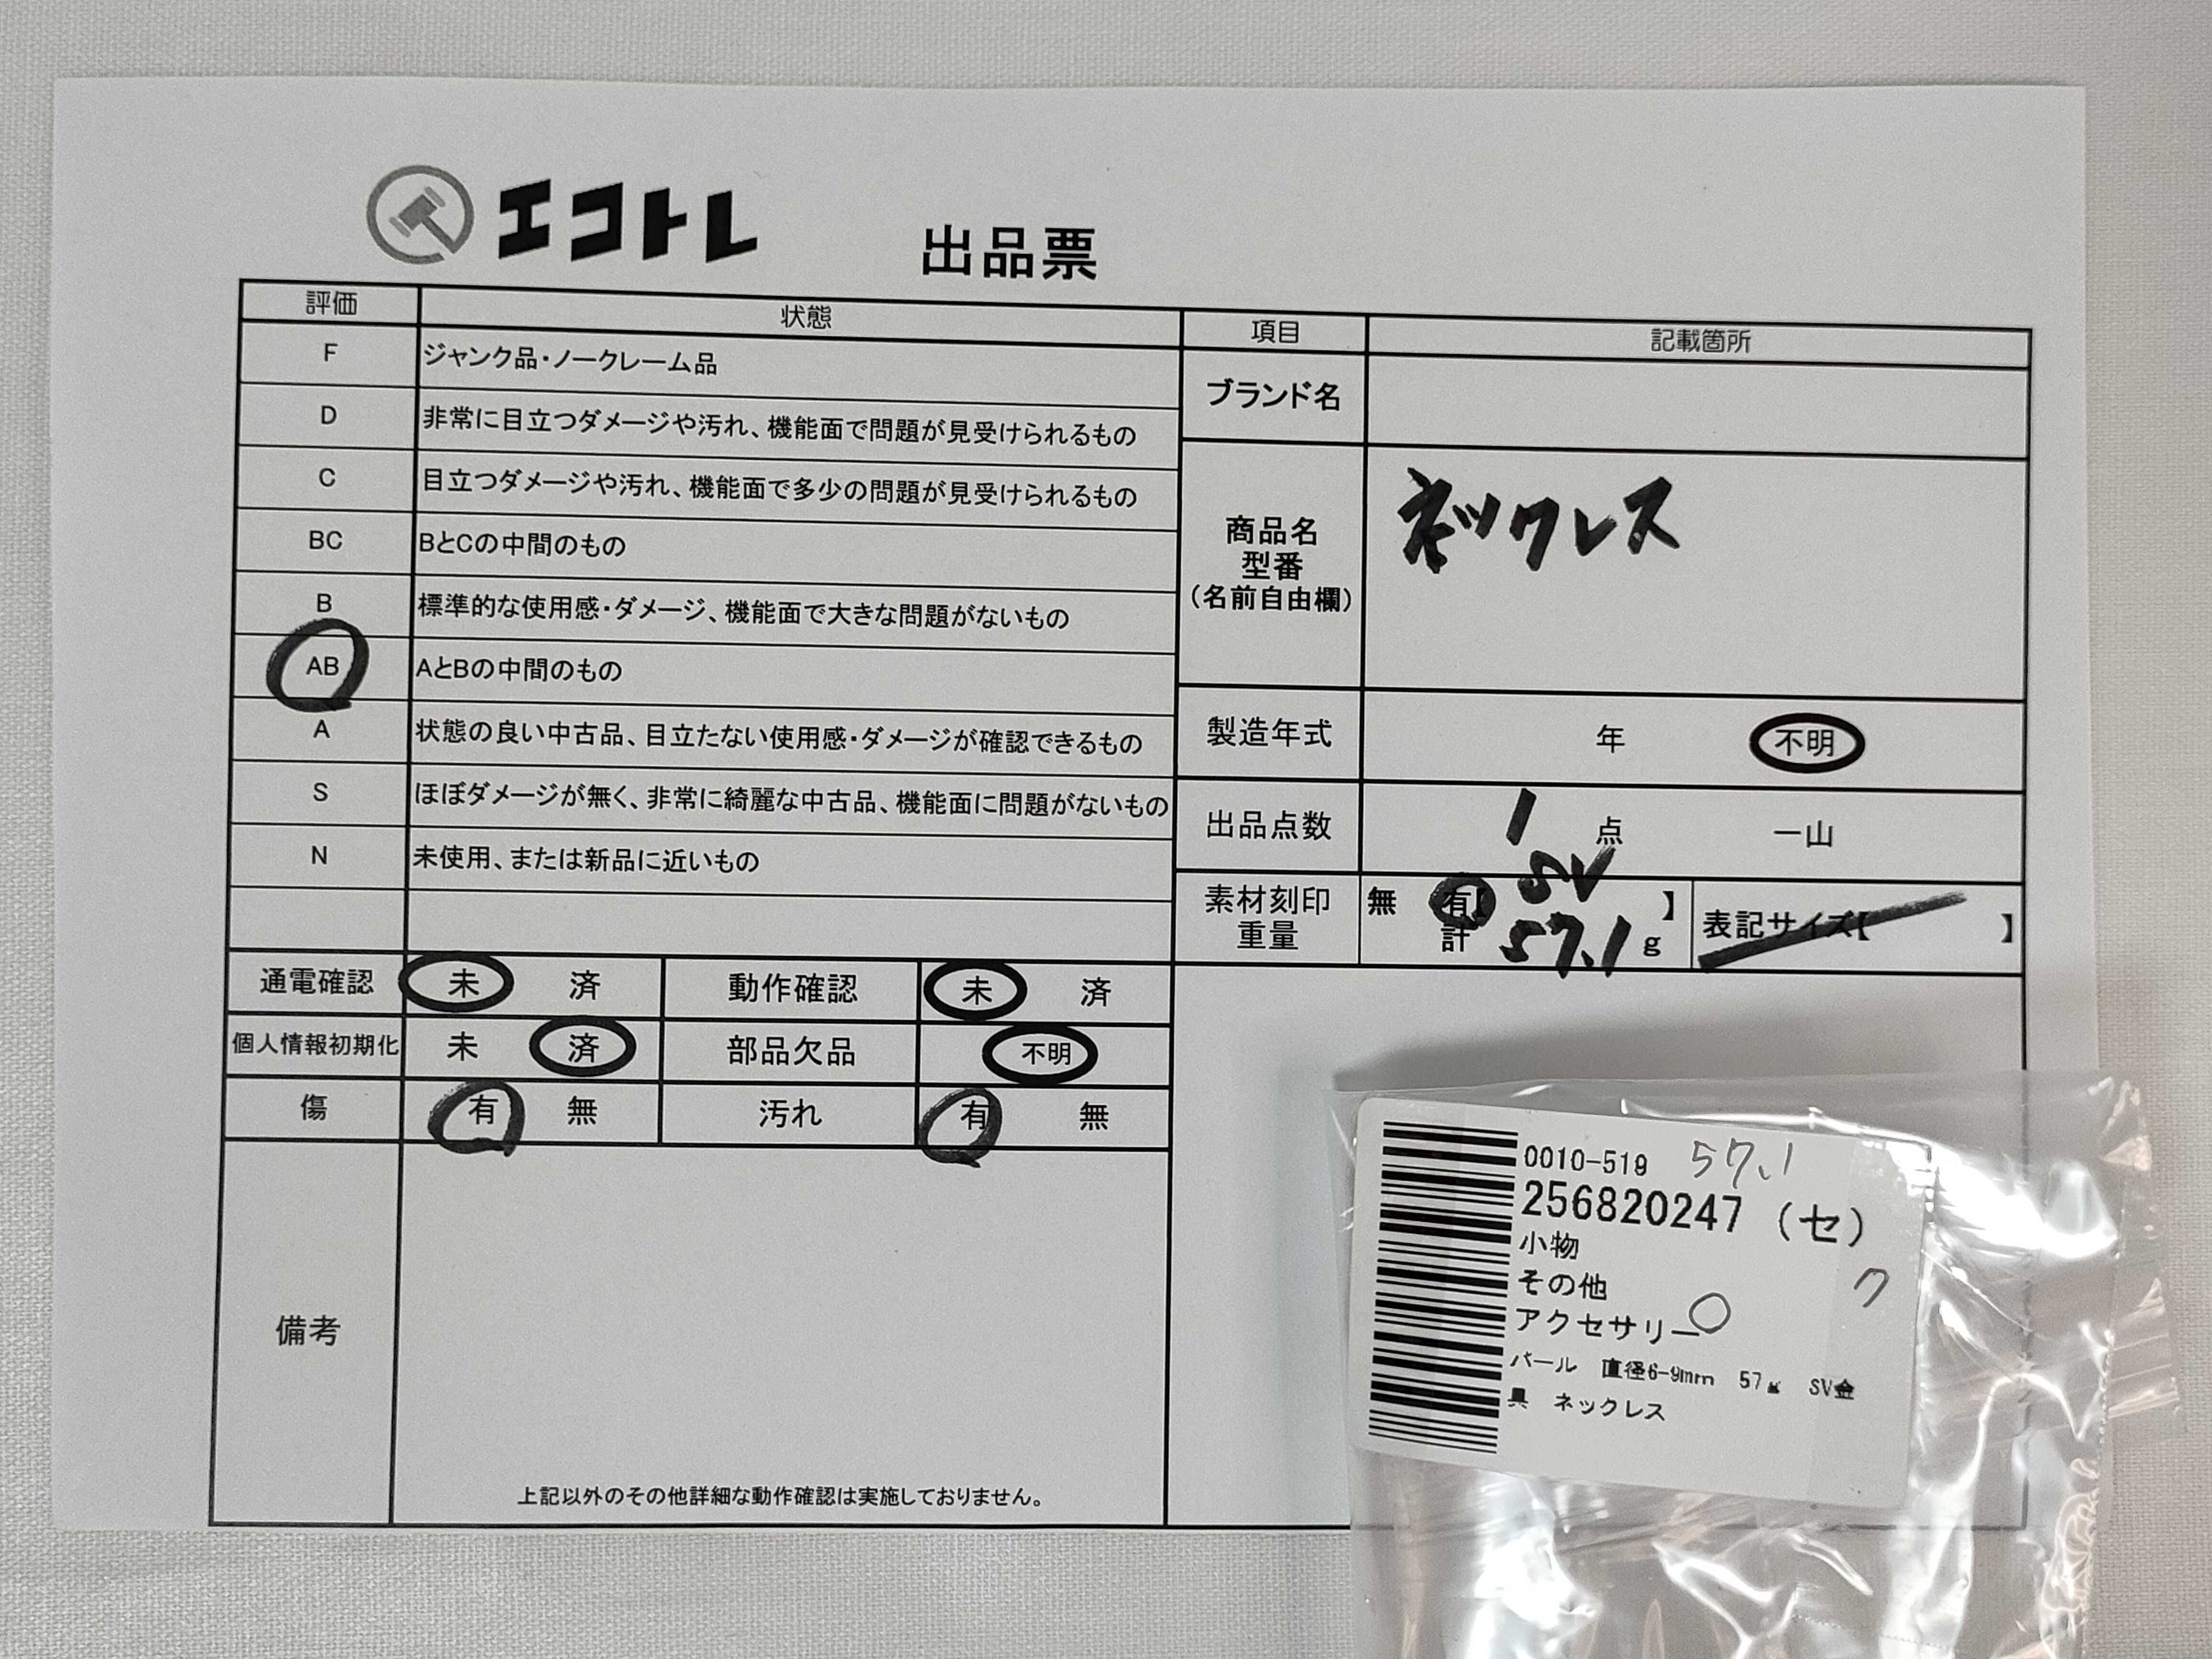 エコトレ 出品票
評価 状態
F ジャンク品・ノークレーム品
D 非常に目立つダメージや汚れ、機能面で問題が見受けられるもの
C 目立つダメージや汚れ、機能面で多少の問題が見受けられるもの
BC BとCの中間のもの
B 標準的な使用感・ダメージ、機能面で大きな問題がないもの
AB AとBの中間のもの
A 状態の良い中古品、目立たない使用感・ダメージが確認できるもの
S ほぼダメージが無く、非常に綺麗な中古品、機能面に問題がないもの
N 未使用、または新品に近いもの
項目 記載箇所
ブランド名
商品名
型番
(名前自由欄)
ネックレス
製造年式 年 不明
出品点数 1 点 一山
素材刻印
重量
無 有【 SV 】
計 57.1 g
表記サイズ【 】
通電確認 未 済 動作確認 未 済
個人情報初期化 未 済 部品欠品 不明
傷 有 無 汚れ 有 無
備考
上記以外のその他詳細な動作確認は実施しておりません。
0010-519 57.1
256820247 (セ)
小物
その他 ク
アクセサリー○
パール 直径6-9mm 57g SV金
具 ネックレス